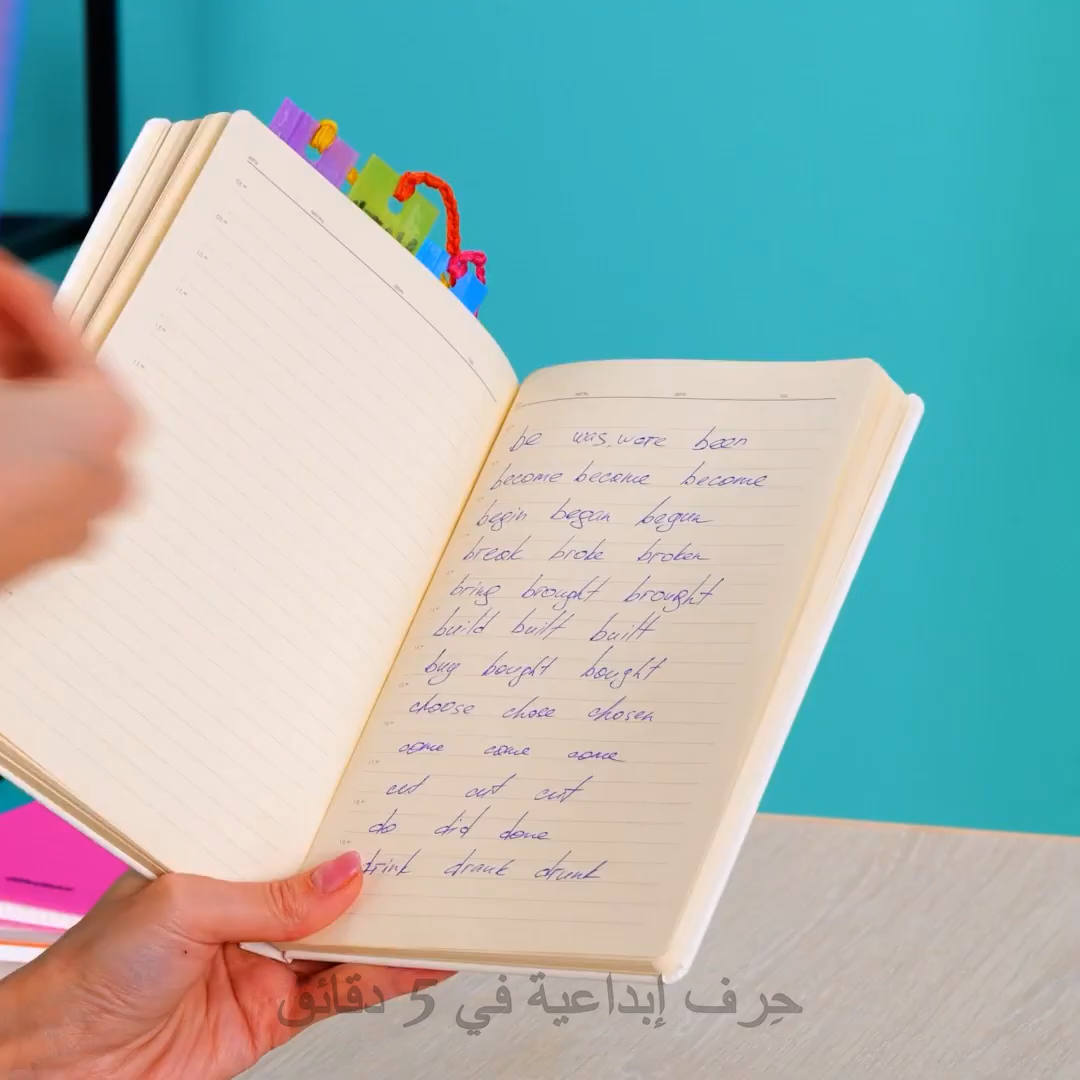 be was, were been
become became become
begin began begun
break broke broken
bring brought brought
build built built
buy bought bought
choose chose chosen
come came come
cut cut cut
do did done
drink drank drunk
حِرف إبداعية في 5 دقائق